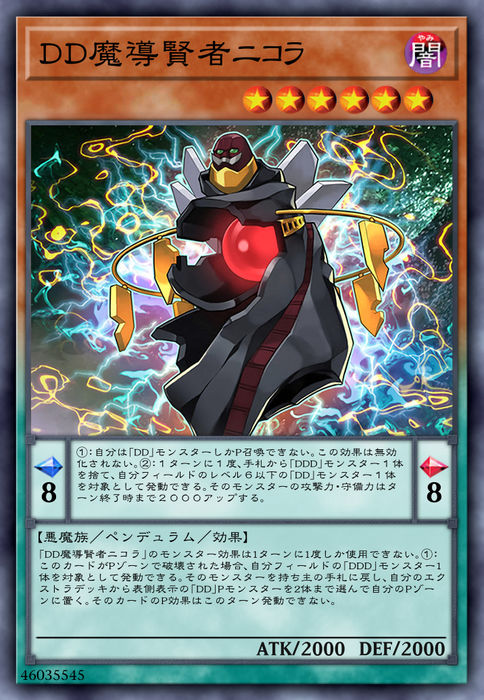 DD魔導賢者ニコラ
やみ
闇
①:自分は「DD」モンスターしかP召喚できない。この効果は無効
化されない。②:1ターンに1度、手札から「DDD」モンスター1体
を捨て、自分フィールドのレベル6以下の「DD」モンスター1体
を対象として発動できる。そのモンスターの攻撃力・守備力はタ
ーン終了時まで2000アップする。
8
8
【悪魔族/ペンデュラム/効果】
「DD魔導賢者ニコラ」のモンスター効果は1ターンに1度しか使用できない。①:
このカードがPゾーンで破壊された場合、自分フィールドの「DDD」モンスター1
体を対象として発動できる。そのモンスターを持ち主の手札に戻し、自分のエク
ストラデッキから表側表示の「DD」Pモンスターを2体まで選んで自分のPゾー
ンに置く。そのカードのP効果はこのターン発動できない。
ATK/2000 DEF/2000
46035545